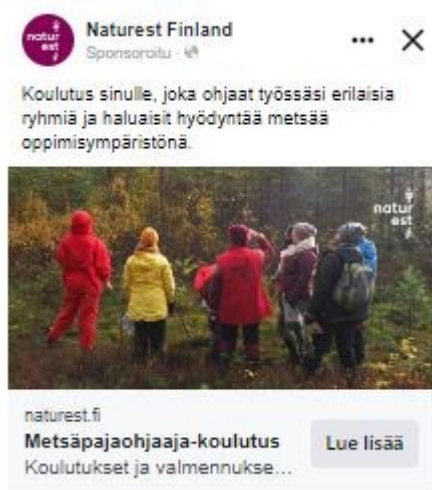 natur
est
Naturest Finland
Sponsoroitu ·
Koulutus sinulle, joka ohjaat työssäsi erilaisia
ryhmiä ja haluaisit hyödyntää metsää
oppimisympäristönä.
natur
est
naturest.fi
Metsäpajaohjaaja-koulutus
Koulutukset ja valmennukse...
Lue lisää